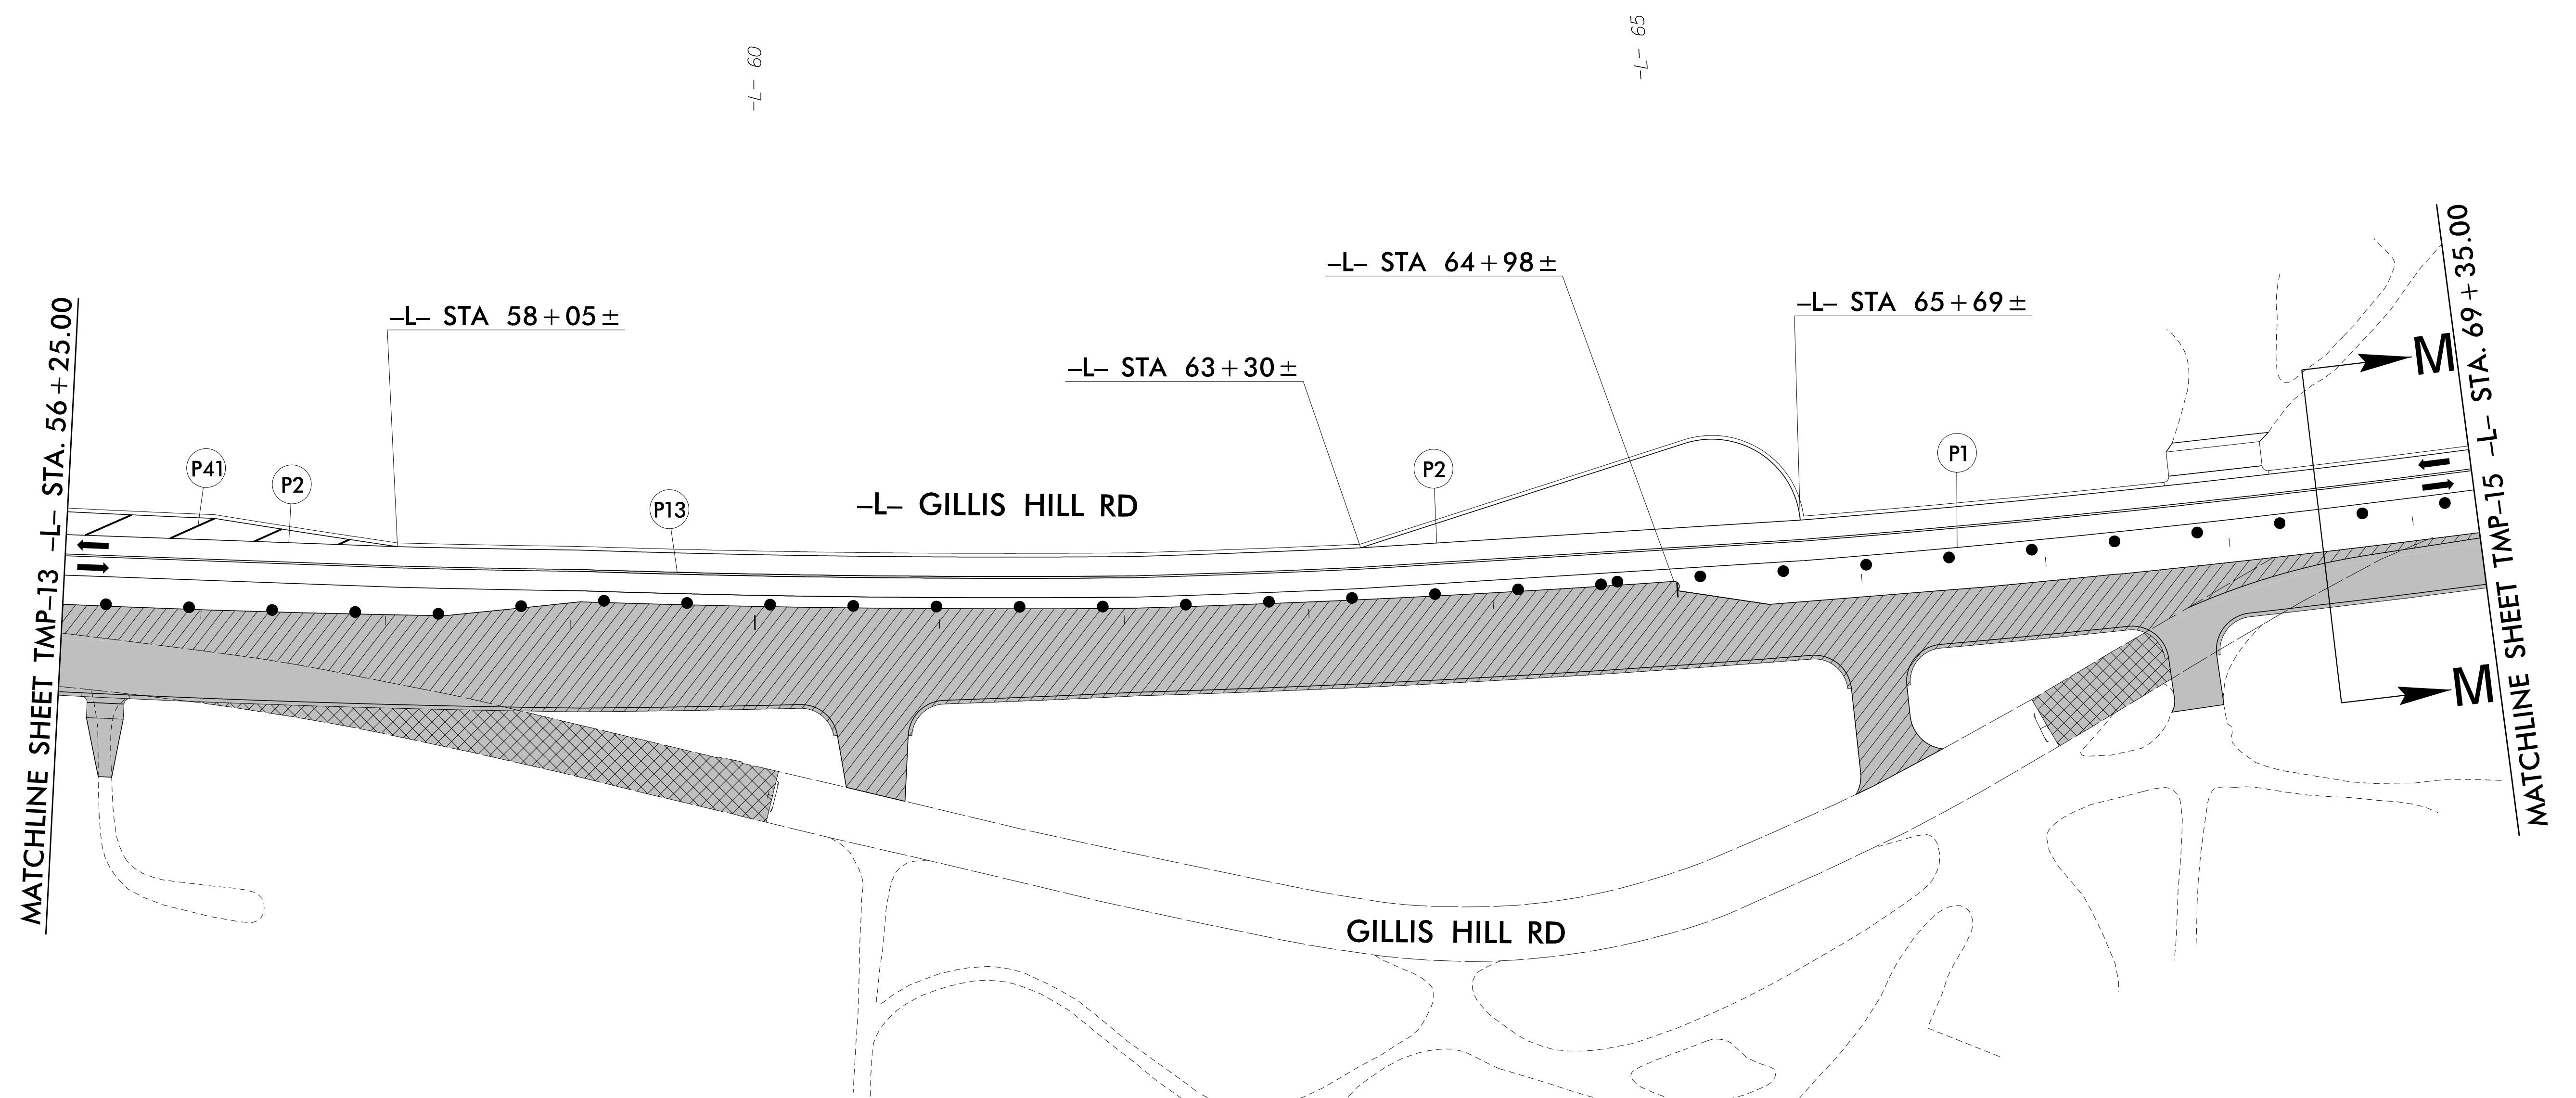 -L- 60
-L- 65
-L- STA 64+98±
-L- STA 65+69±
-L- STA 58+05±
-L- STA 63+30±
MATCHLINE SHEET TMP-13 -L- STA. 56+25.00
MATCHLINE SHEET TMP-15 -L- STA. 69+35.00
M
P41
P2
P13
-L- GILLIS HILL RD
P2
P1
M
GILLIS HILL RD